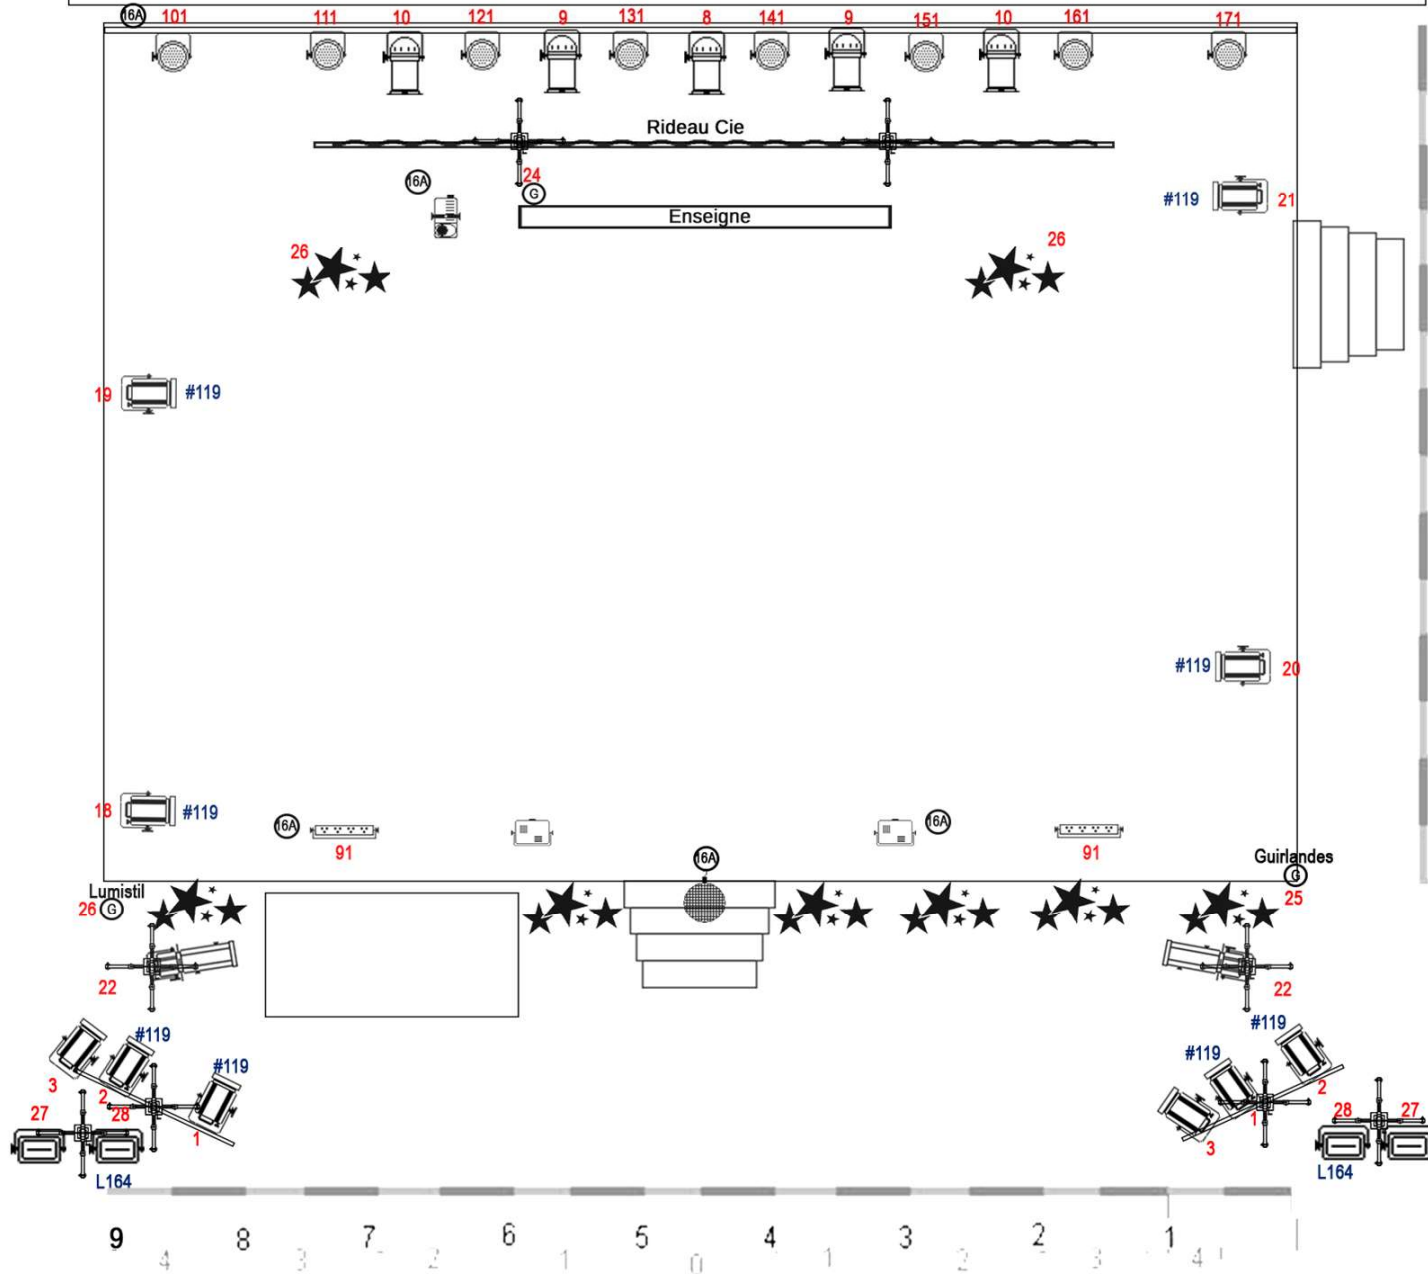 16A 101 111 10 121 9 131 8 141 9 151 10 161 171
Rideau Cie
16A 24 #119 21
G Enseigne
26 26
19 #119
#119 20
18 #119 16A 91 16A 91
16A Guirlandes
Lumistil G
26 G 25
22 22
#119 #119
#119 #119
3 2 2
27 28 1 1 28 27
3
L164 L164
9 8 7 6 5 4 3 2 1
4 3 2 1 0 1 2 3 4